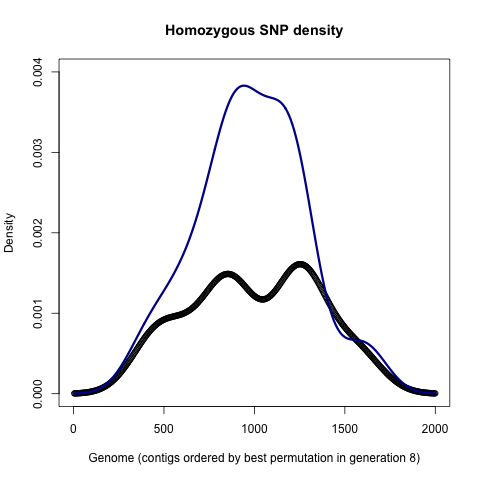 Homozygous SNP density
0.004
0.003
0.002
0.001
0.000
Density
0 500 1000 1500 2000
Genome (contigs ordered by best permutation in generation 8)